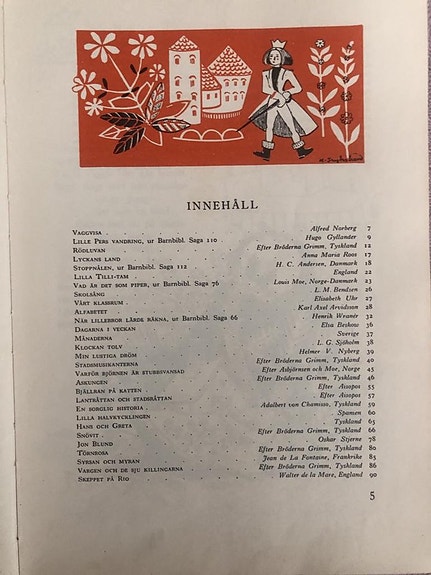 INNEHÅLL
VAGGVISA . Alfred Norberg 7
LILLE PERS VANDRING, ur Barnbibl. Saga 110 Hugo Gyllander 9
RÖDLUVAN Efter Bröderna Grimm, Tyskland 12
LYCKANS LAND Anna Maria Roos 17
STOPPNÅLEN, ur Barnbibl. Saga 112 H. C. Andersen, Danmark 18
LILLA TILLI-TAM England 22
VAD ÄR DET SOM PIPER, ur Barnbibl. Saga 76 Louis Moe, Norge-Danmark 23
SKOLSÅNG L. M. Bendsen 26
VÅRT KLASSRUM Elisabeth Uhr 27
ALFABETET Karl Axel Arvidsson 28
NÄR LILLEBROR LÄRDE RÄKNA, ur Barnbibl. Saga 66 Henrik Wranér 32
DAGARNA I VECKAN Elsa Beskow 36
MÅNADERNA Sverige 37
KLOCKAN TOLV L. G. Sjöholm 38
MIN LUSTIGA DRÖM Helmer V. Nyberg 39
STADSMUSIKANTERNA Efter Bröderna Grimm, Tyskland 40
VARFÖR BJÖRNEN ÄR STUBBSVANSAD Efter Asbjörnsen och Moe, Norge 45
ASKUNGEN Efter Bröderna Grimm, Tyskland 46
BJÄLLRAN PÅ KATTEN Efter Aisopos 55
LANTRÅTTAN OCH STADSRÅTTAN Efter Aisopos 57
EN SORGLIG HISTORIA Adalbert von Chamisso, Tyskland 59
LILLA HALVKYCKLINGEN Spanien 60
HANS OCH GRETA Tyskland 65
SNÖVIT Efter Bröderna Grimm, Tyskland 66
JON BLUND Oskar Stjerne 78
TÖRNROSA Efter Bröderna Grimm, Tyskland 80
SYRSAN OCH MYRAN Jean de La Fontaine, Frankrike 85
VARGEN OCH DE SJU KILLINGARNA Efter Bröderna Grimm, Tyskland 86
SKEPPET PÅ RIO Walter de la Mare, England 90
5